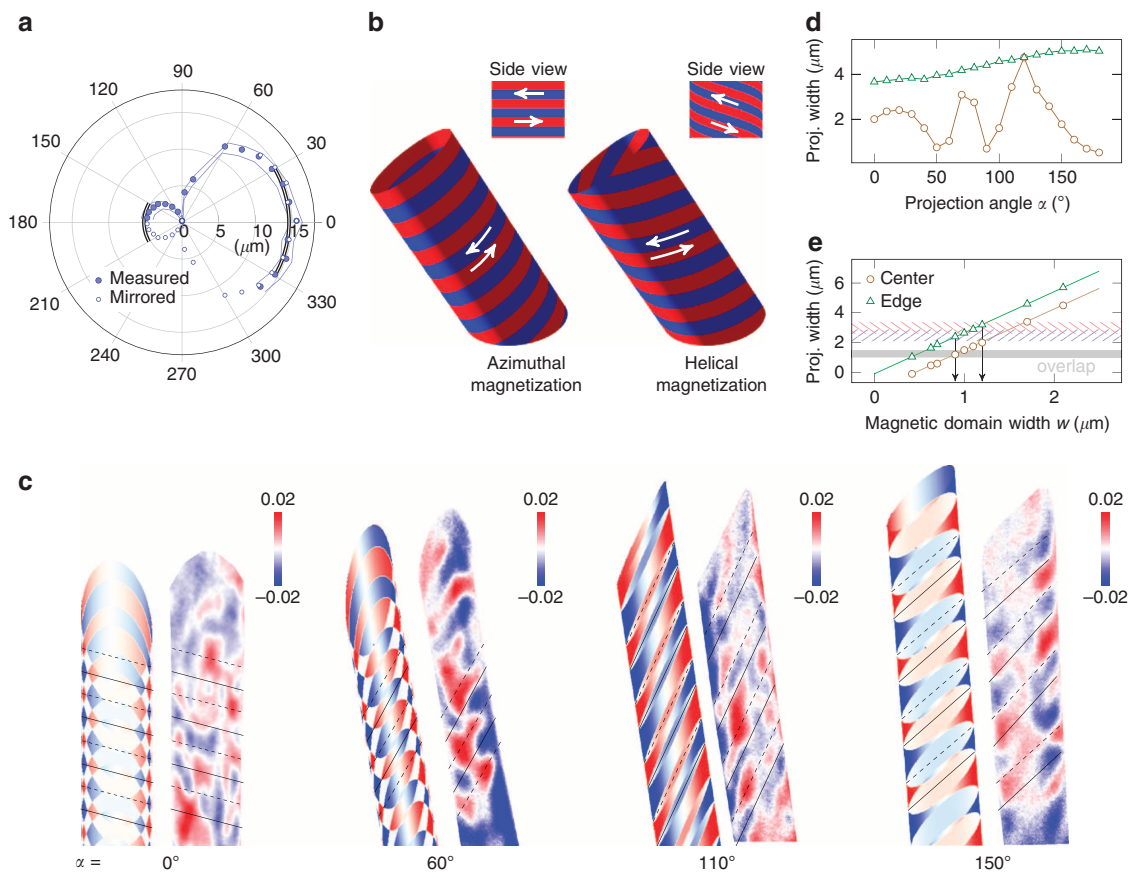 a
90
120
60
150
30
180
0
0
5
10
15
(μm)
Measured
Mirrored
210
330
240
300
270
b
Side view
Side view
Azimuthal
magnetization
Helical
magnetization
d
Proj. width (μm)
4
2
0
50
100
150
Projection angle α (°)
e
Proj. width (μm)
6
4
2
0
Center
Edge
overlap
0
1
2
Magnetic domain width w (μm)
c
0.02
−0.02
0.02
−0.02
0.02
−0.02
0.02
−0.02
α =
0°
60°
110°
150°